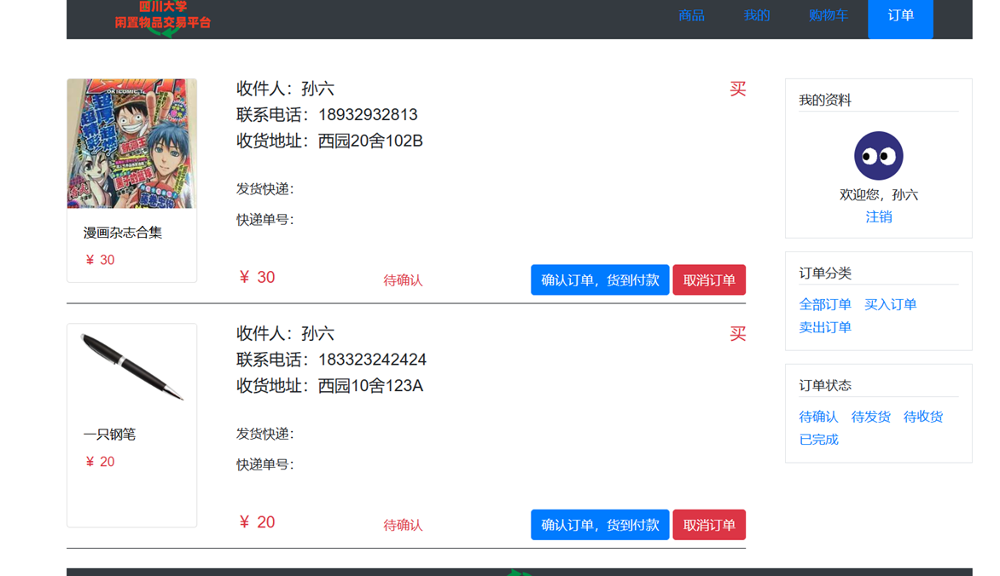 四川大学
闲置物品交易平台
商品
我的
购物车
订单
漫画杂志合集
¥ 30
收件人：孙六
买
联系电话：18932932813
收货地址：西园20舍102B
发货快递：
快递单号：
¥ 30
待确认
确认订单，货到付款
取消订单
一只钢笔
¥ 20
收件人：孙六
买
联系电话：183323242424
收货地址：西园10舍123A
发货快递：
快递单号：
¥ 20
待确认
确认订单，货到付款
取消订单
我的资料
欢迎您，孙六
注销
订单分类
全部订单 买入订单
卖出订单
订单状态
待确认 待发货 待收货
已完成